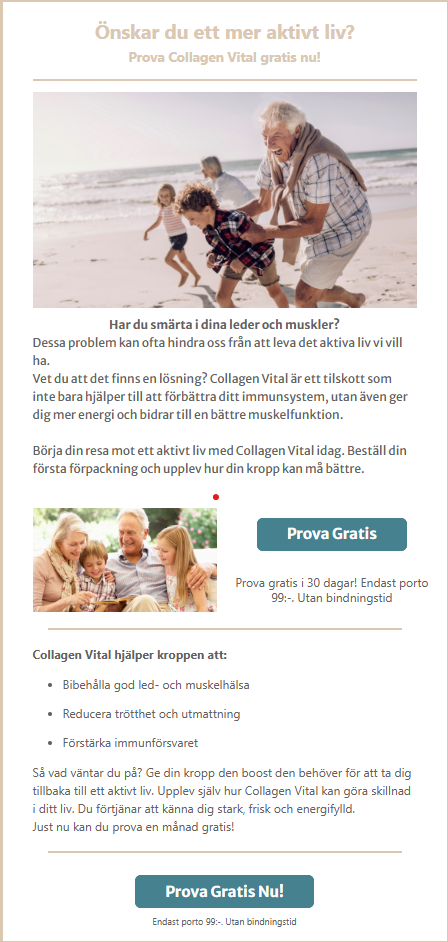 Önskar du ett mer aktivt liv?
Prova Collagen Vital gratis nu!
Har du smärta i dina leder och muskler?
Dessa problem kan ofta hindra oss från att leva det aktiva liv vi vill
ha.
Vet du att det finns en lösning? Collagen Vital är ett tilskott som
inte bara hjälper till att förbättra ditt immunsystem, utan även ger
dig mer energi och bidrar till en bättre muskelfunktion.
Börja din resa mot ett aktivt liv med Collagen Vital idag. Beställ din
första förpackning och upplev hur din kropp kan må bättre.
Prova Gratis
Prova gratis i 30 dagar! Endast porto
99:-. Utan bindningstid
Collagen Vital hjälper kroppen att:
• Bibehålla god led- och muskelhälsa
• Reducera trötthet och utmattning
• Förstärka immunförsvaret
Så vad väntar du på? Ge din kropp den boost den behöver för att ta dig
tillbaka till ett aktivt liv. Upplev själv hur Collagen Vital kan göra skillnad
i ditt liv. Du förtjänar att känna dig stark, frisk och energifylld.
Just nu kan du prova en månad gratis!
Prova Gratis Nu!
Endast porto 99:-. Utan bindningstid